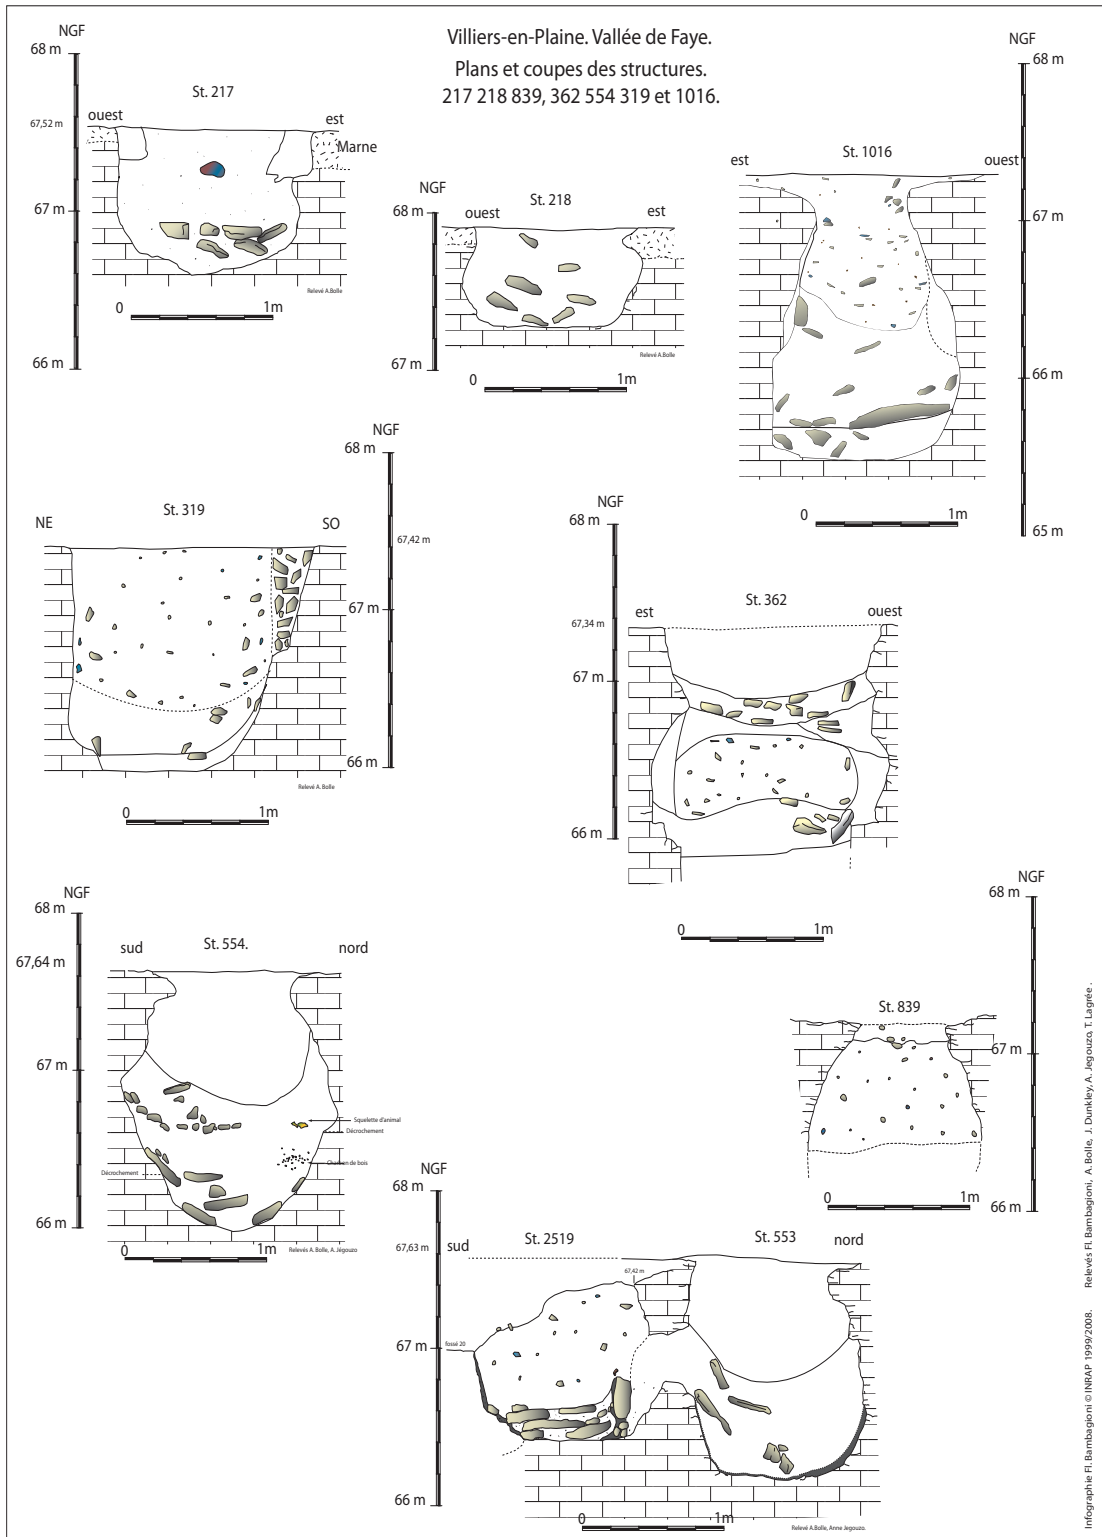 Villiers-en-Plaine. Vallée de Faye.
Plans et coupes des structures.
217 218 839, 362 554 319 et 1016.
NGF
68 m
St. 217
ouest
est
67,52 m
Marne
67 m
66 m
Relevé A.Bolle
0
1m
NGF
68 m
ouest
St. 218
est
67 m
Relevé A.Bolle
0
1m
NGF
68 m
St. 1016
est
ouest
67 m
66 m
65 m
0
1m
NGF
68 m
St. 319
NE
SO
67,42 m
67 m
66 m
Relevé A. Bolle
0
1m
NGF
68 m
St. 362
est
ouest
67,34 m
67 m
66 m
0
1m
NGF
68 m
St. 554.
sud
nord
67,64 m
67 m
Squelette d'animal
Décrochement
Charbon de bois
Décrochement
66 m
0
1m
Relevés A.Bolle, A. Jégouzo
NGF
68 m
St. 839
67 m
66 m
0
1m
NGF
68 m
St. 2519
St. 553
67,63 m
sud
nord
67,42 m
fossé 20
67 m
66 m
0
1m
Relevé A.Bolle, Anne Jegouzo.
Infographie Fl. Bambagioni © INRAP 1999/2008. Relevés Fl. Bambagioni, A. Bolle, J. Dunkley, A. Jegouzo, T. Lagrée .